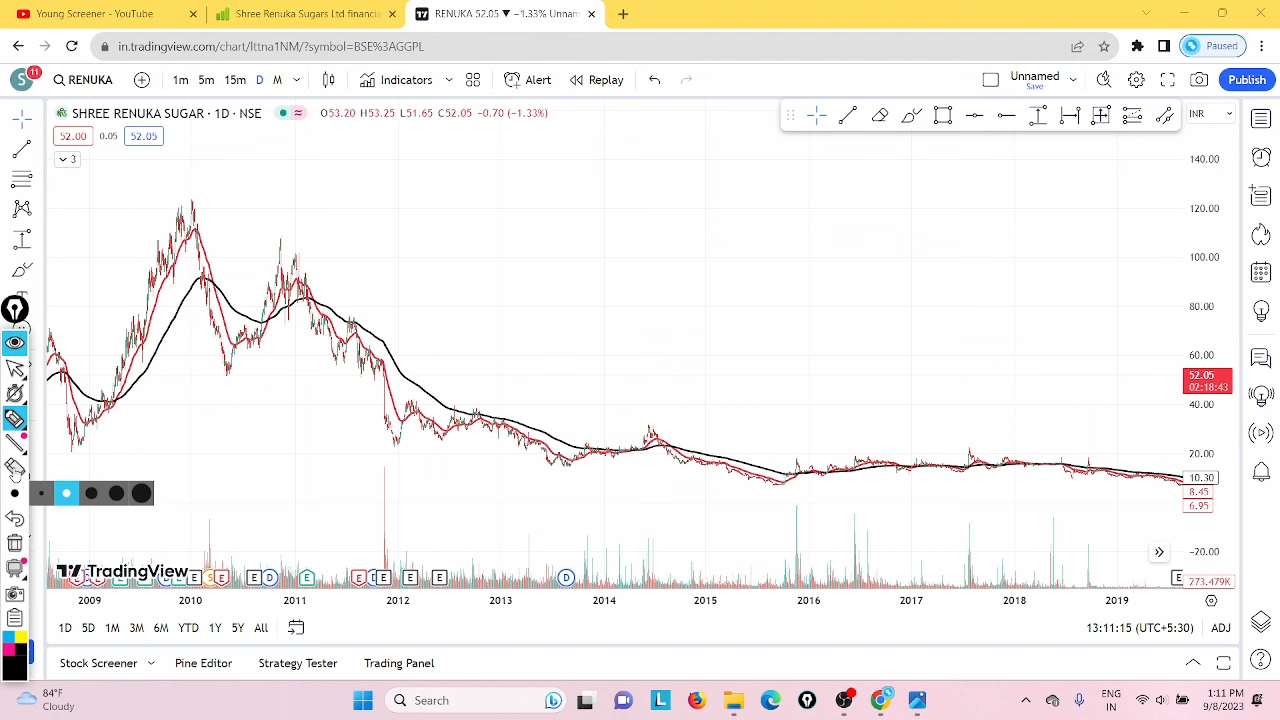 Young Screener - YouTube
Shree Renuka Sugars Ltd financia
RENUKA 52.05 ▼ −1.33% Unnam
in.tradingview.com/chart/lttna1NM/?symbol=BSE%3AGGPL
Paused
S 11 RENUKA 1m 5m 15m D M Indicators Alert Replay Unnamed Save Publish
SHREE RENUKA SUGAR · 1D · NSE O53.20 H53.25 L51.65 C52.05 −0.70 (−1.33%)
INR
52.00 0.05 52.05
3
140.00
120.00
100.00
80.00
60.00
52.05
02:18:43
40.00
20.00
10.30
8.45
6.95
-20.00
TradingView
273.479K
2009 2010 2011 2012 2013 2014 2015 2016 2017 2018 2019
1D 5D 1M 3M 6M YTD 1Y 5Y All 13:11:15 (UTC+5:30) ADJ
Stock Screener Pine Editor Strategy Tester Trading Panel
84°F
Cloudy
Search
ENG
IN
1:11 PM
9/8/2023